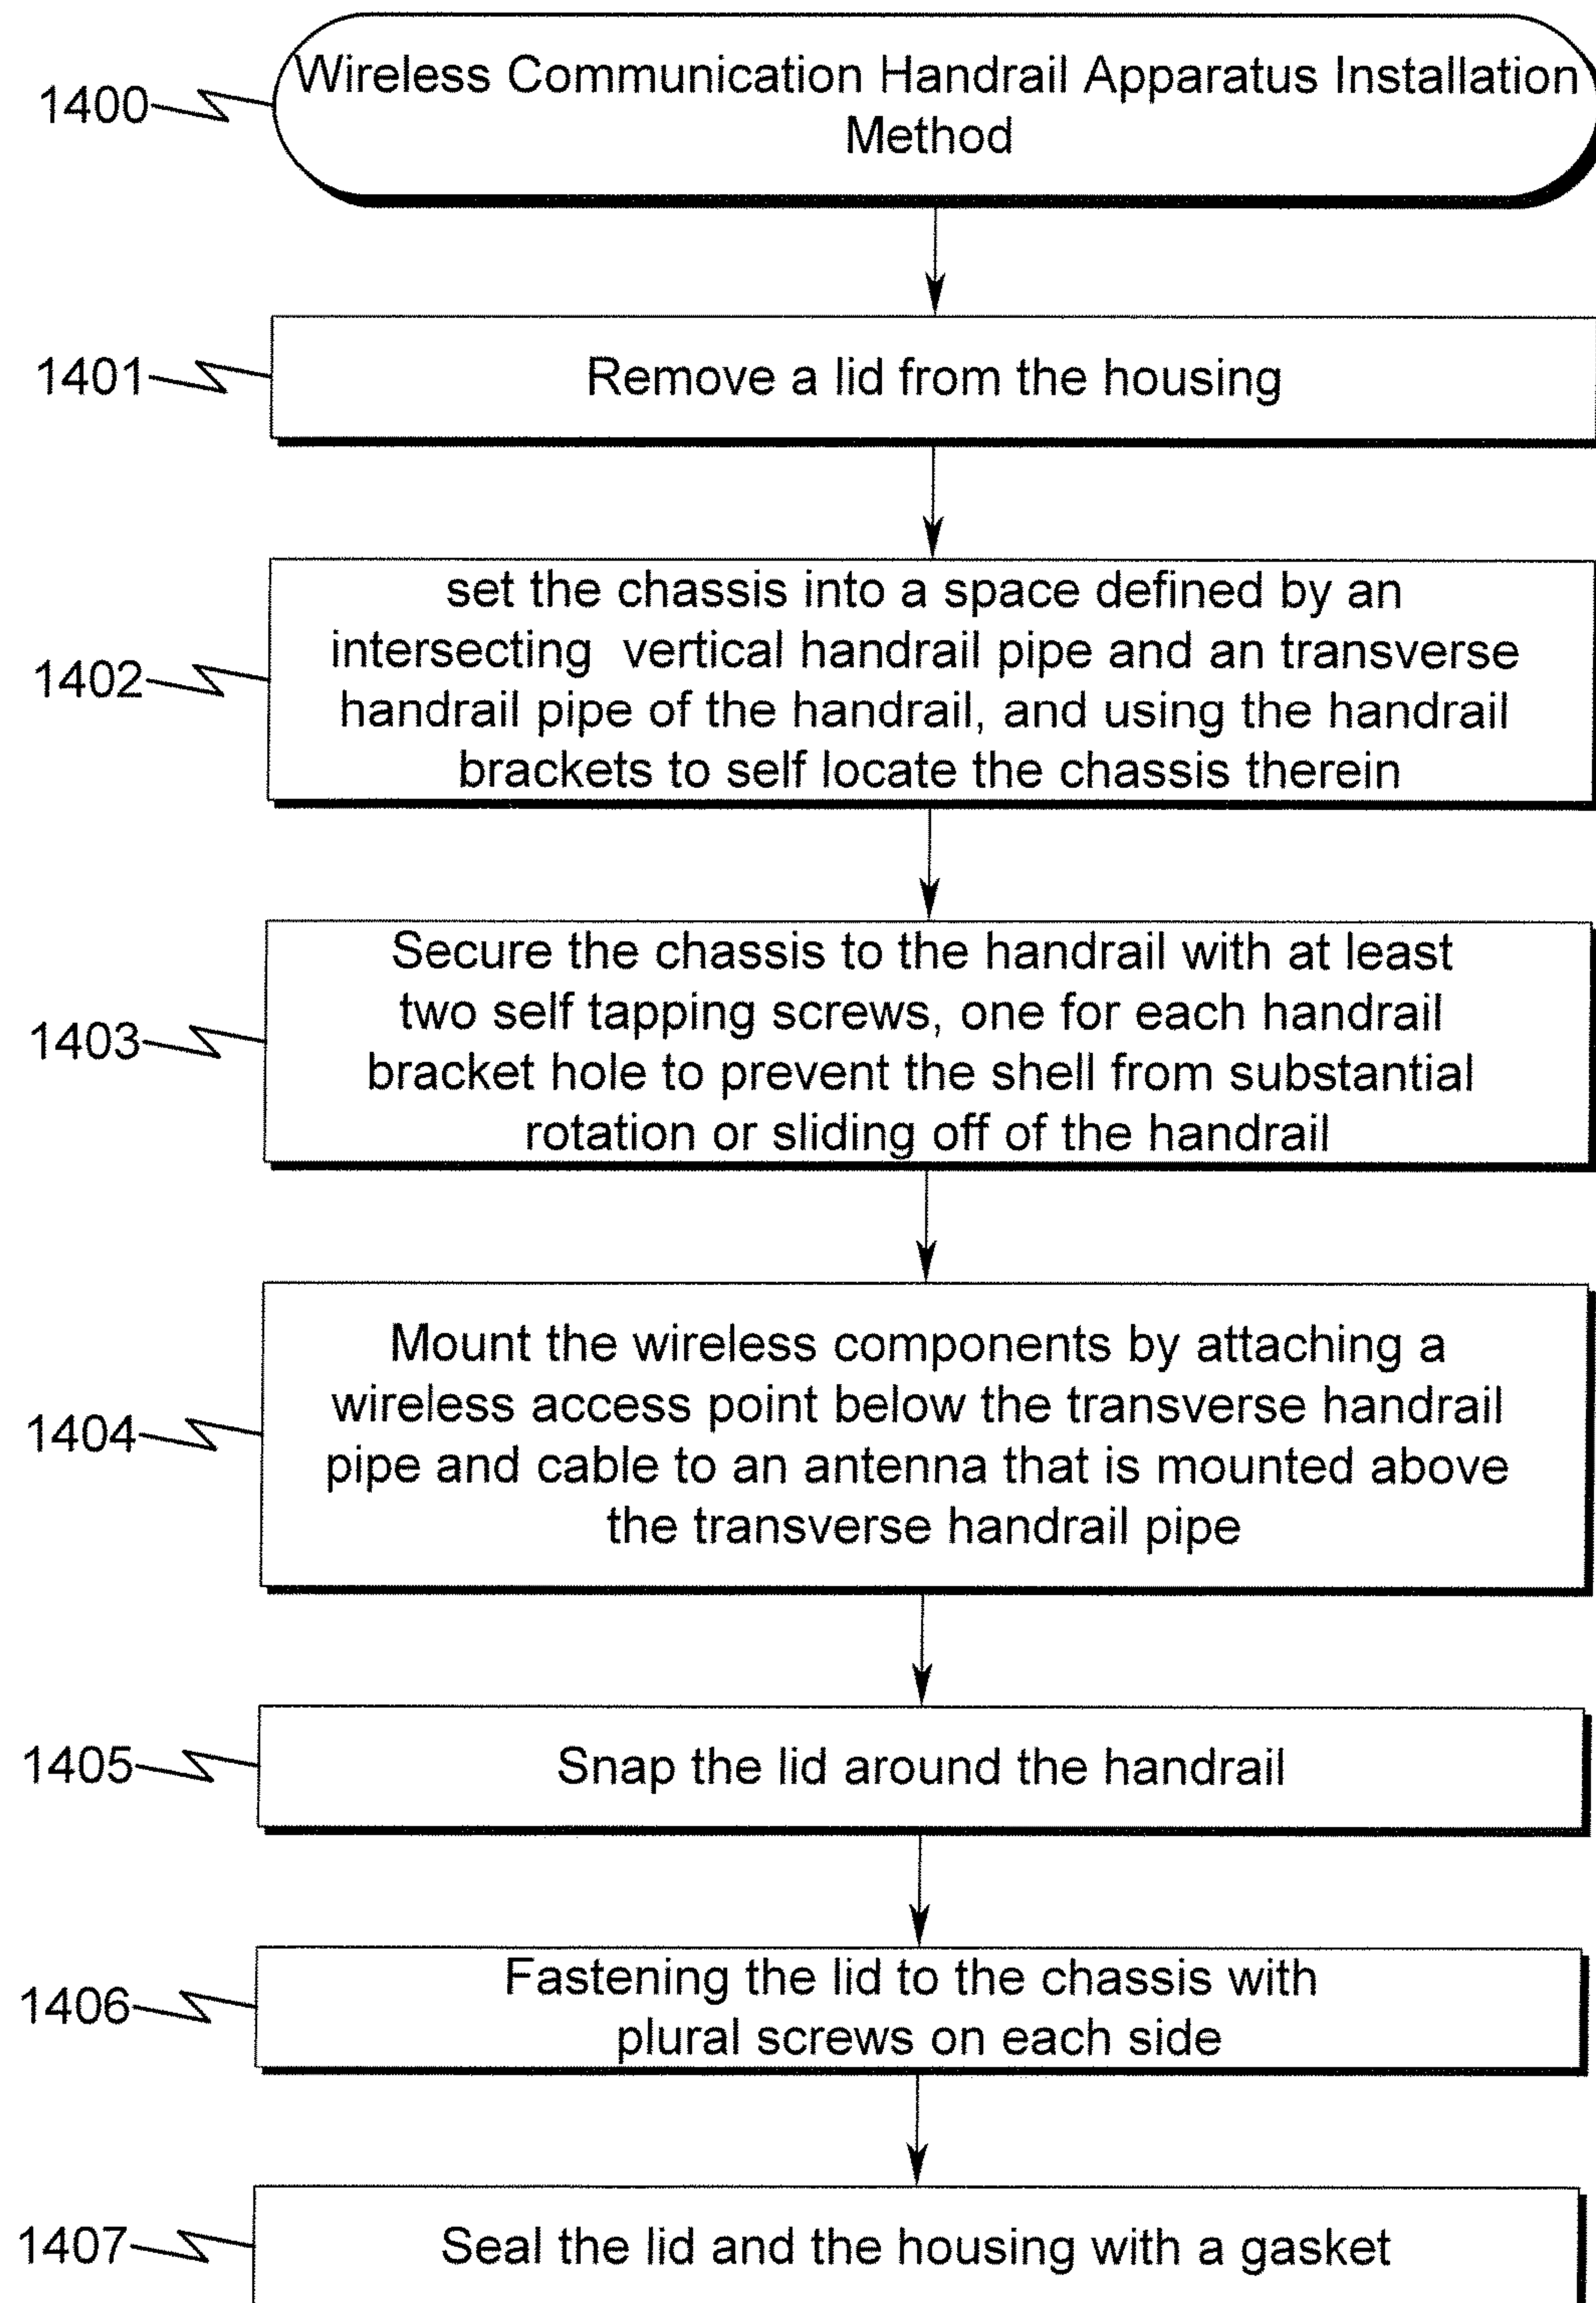 1400
Wireless Communication Handrail Apparatus Installation
Method
1401
Remove a lid from the housing
1402
set the chassis into a space defined by an
intersecting vertical handrail pipe and an transverse
handrail pipe of the handrail, and using the handrail
brackets to self locate the chassis therein
1403
Secure the chassis to the handrail with at least
two self tapping screws, one for each handrail
bracket hole to prevent the shell from substantial
rotation or sliding off of the handrail
1404
Mount the wireless components by attaching a
wireless access point below the transverse handrail
pipe and cable to an antenna that is mounted above
the transverse handrail pipe
1405
Snap the lid around the handrail
1406
Fastening the lid to the chassis with
plural screws on each side
1407
Seal the lid and the housing with a gasket